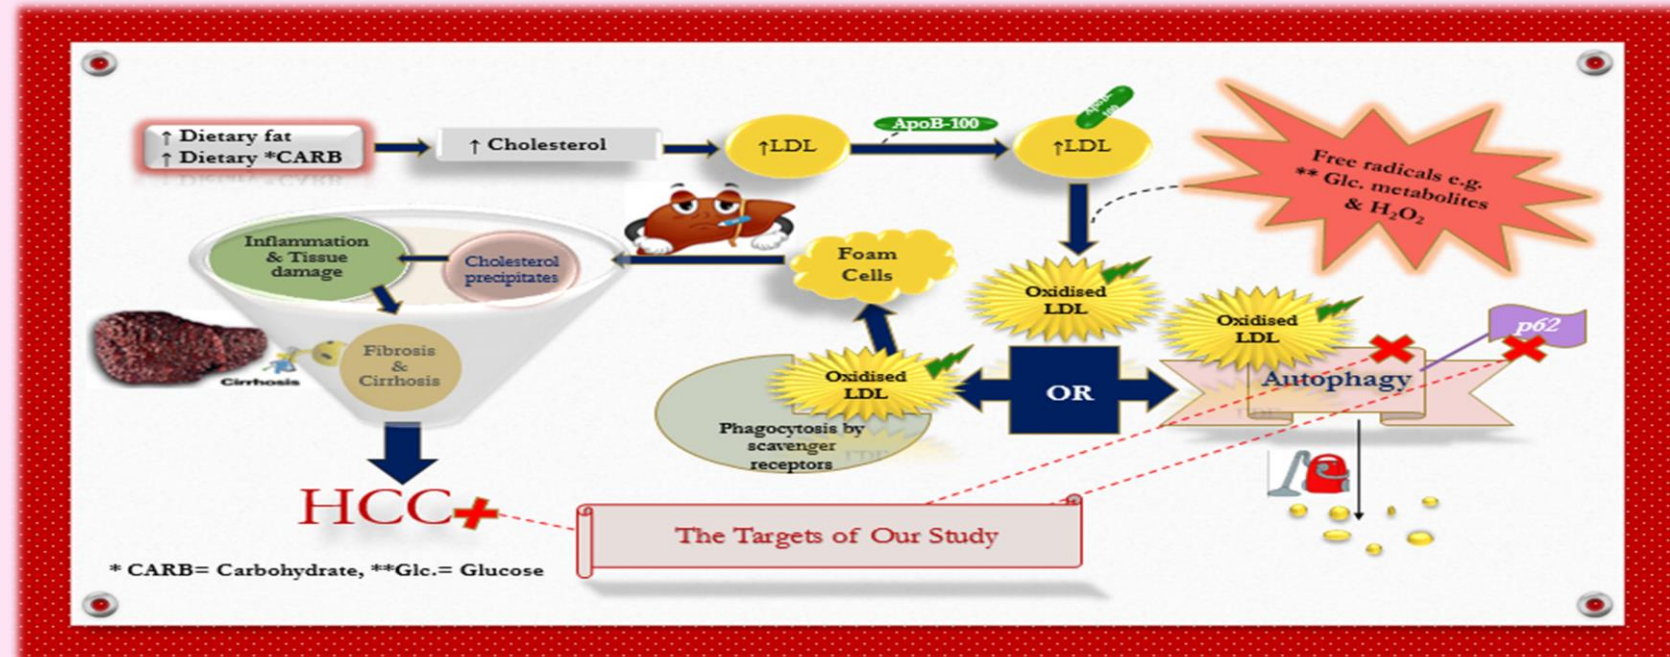 ↑ Dietary fat
↑ Dietary *CARB
↑ Cholesterol
↑LDL
ApoB-100
↑LDL
100
Free radicals e.g.
** Glc. metabolites
& H₂O₂
Inflammation
& Tissue
damage
Cholesterol
precipitates
Foam
Cells
Oxidised
LDL
Oxidised
LDL
p62
Fibrosis
&
Cirrhosis
Cirrhosis
Oxidised
LDL
OR
Autophagy
Phagocytosis by
scavenger
receptors
HCC
The Targets of Our Study
* CARB= Carbohydrate, **Glc.= Glucose